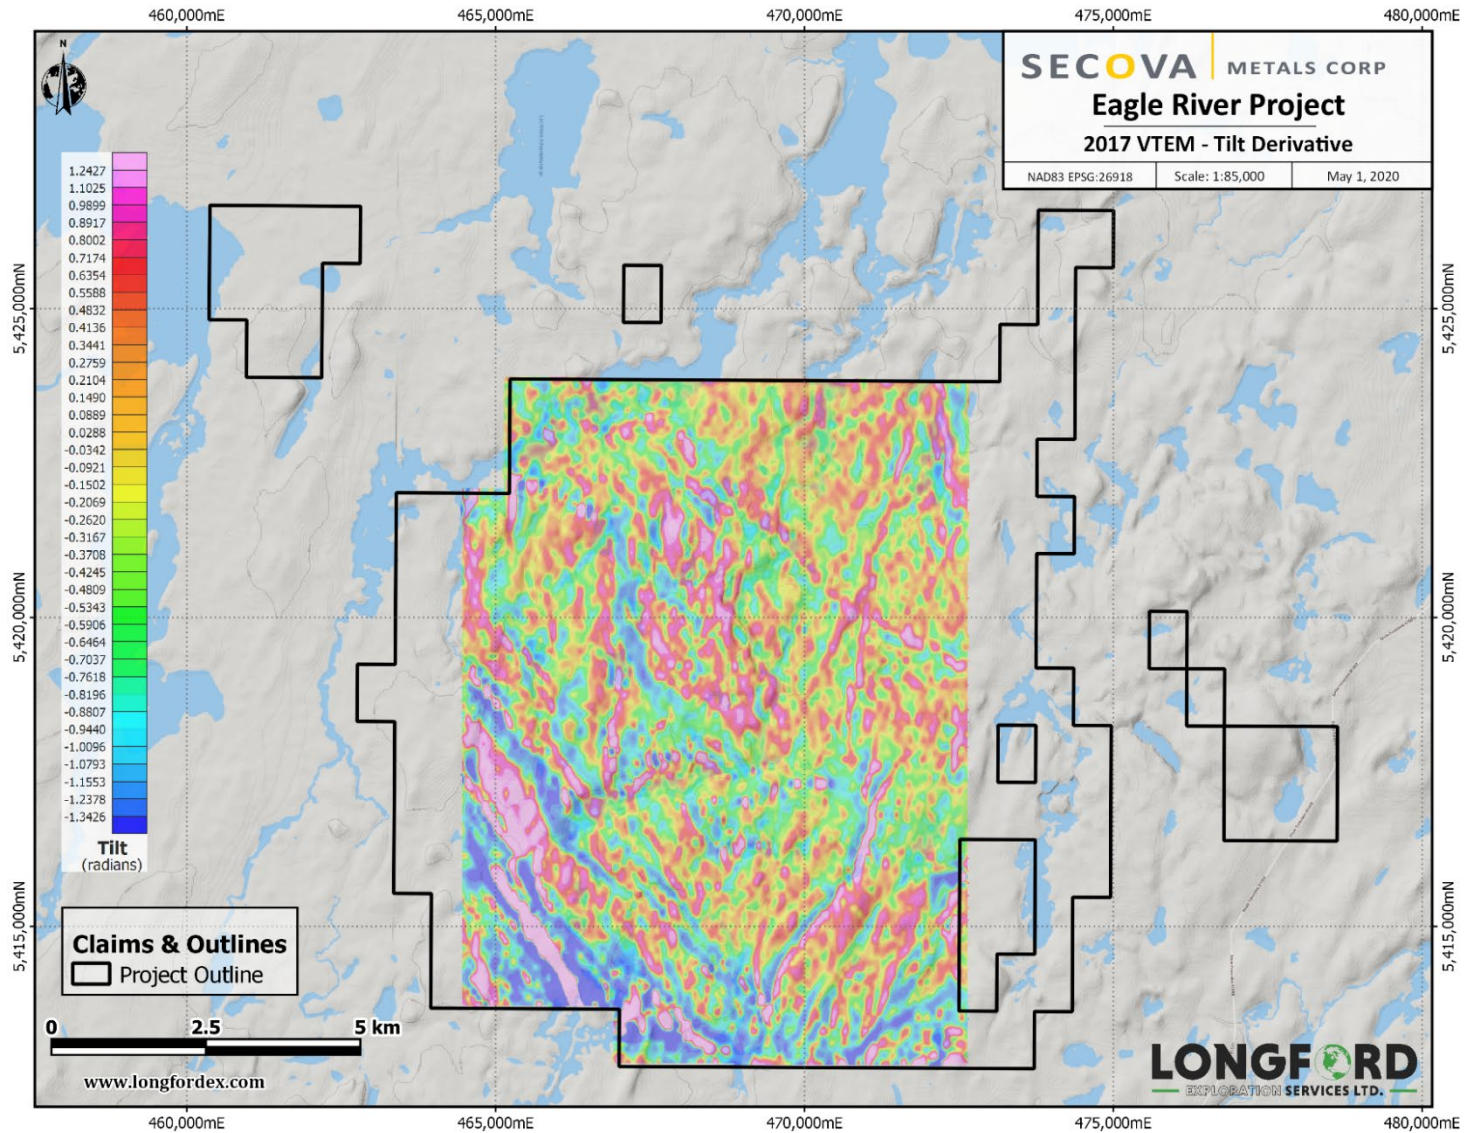 460,000mE
465,000mE
470,000mE
475,000mE
480,000mE
N
SECOVA METALS CORP
Eagle River Project
2017 VTEM - Tilt Derivative
NAD83 EPSG:26918
Scale: 1:85,000
May 1, 2020
1.2427
1.1025
0.9899
0.8917
0.8002
0.7174
0.6354
0.5588
0.4832
0.4136
0.3441
0.2759
0.2104
0.1490
0.0889
0.0288
-0.0342
-0.0921
-0.1502
-0.2069
-0.2620
-0.3167
-0.3708
-0.4245
-0.4809
-0.5343
-0.5906
-0.6464
-0.7037
-0.7618
-0.8196
-0.8807
-0.9440
-1.0096
-1.0793
-1.1553
-1.2378
-1.3426
Tilt
(radians)
5,425,000mN
5,420,000mN
5,415,000mN
5,425,000mN
5,420,000mN
5,415,000mN
Claims & Outlines
Project Outline
0 2.5 5 km
www.longfordex.com
LONGFORD
EXPLORATION SERVICES LTD.
460,000mE
465,000mE
470,000mE
475,000mE
480,000mE